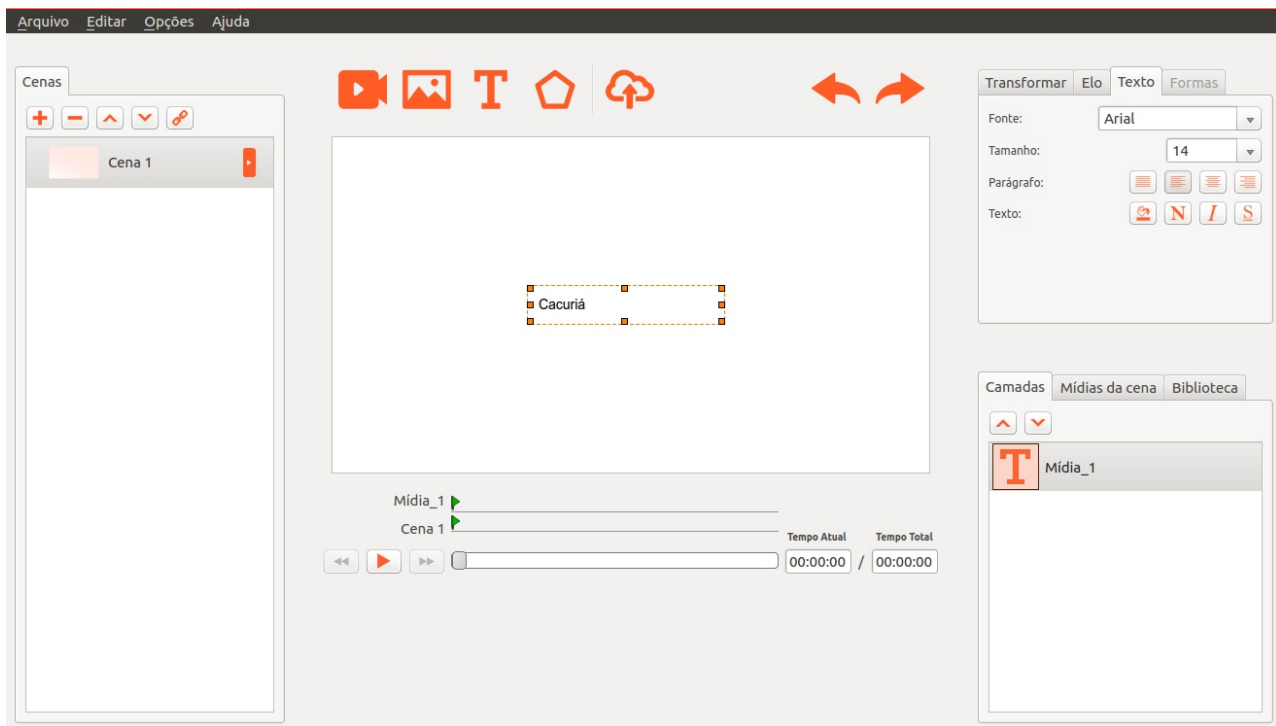 Arquivo Editar Opções Ajuda
Cenas
Cena 1
T
Cacuriá
Mídia_1
Cena 1
Tempo Atual Tempo Total
00:00:00 / 00:00:00
Transformar Elo Texto Formas
Fonte: Arial
Tamanho: 14
Parágrafo:
Texto: N I S
Camadas Mídias da cena Biblioteca
T Mídia_1